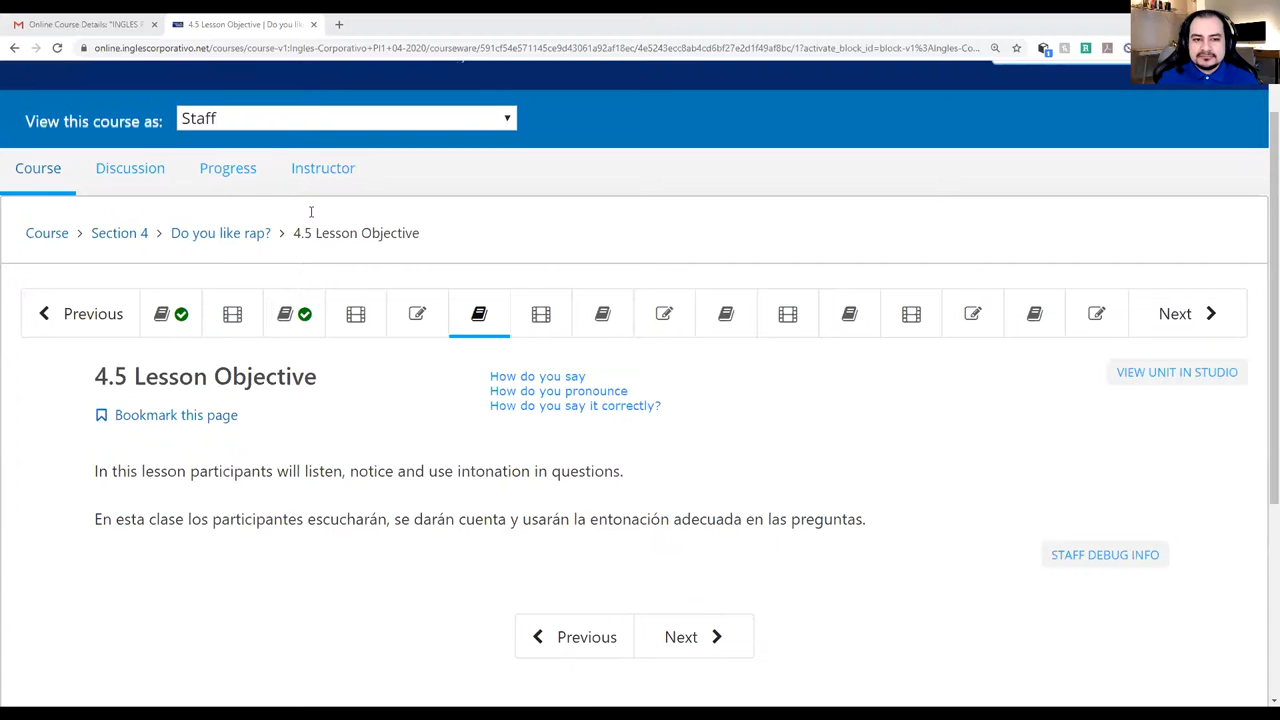 Online Course Details: "INGLES P
4.5 Lesson Objective | Do you lik
online.inglescorporativo.net/courses/course-v1:Ingles-Corporativo+PI1+04-2020/courseware/591cf54e5711459d9d43061a92af18ec/4e5243ecc8ab4cd6bf27e2d1f49af8bc/1?activate_block_id=block-v1%3AIngles-Co...
View this course as: Staff
Course Discussion Progress Instructor
Course > Section 4 > Do you like rap? > 4.5 Lesson Objective
Previous Next
4.5 Lesson Objective
How do you say
How do you pronounce
How do you say it correctly?
VIEW UNIT IN STUDIO
Bookmark this page
In this lesson participants will listen, notice and use intonation in questions.
En esta clase los participantes escucharán, se darán cuenta y usarán la entonación adecuada en las preguntas.
STAFF DEBUG INFO
Previous Next